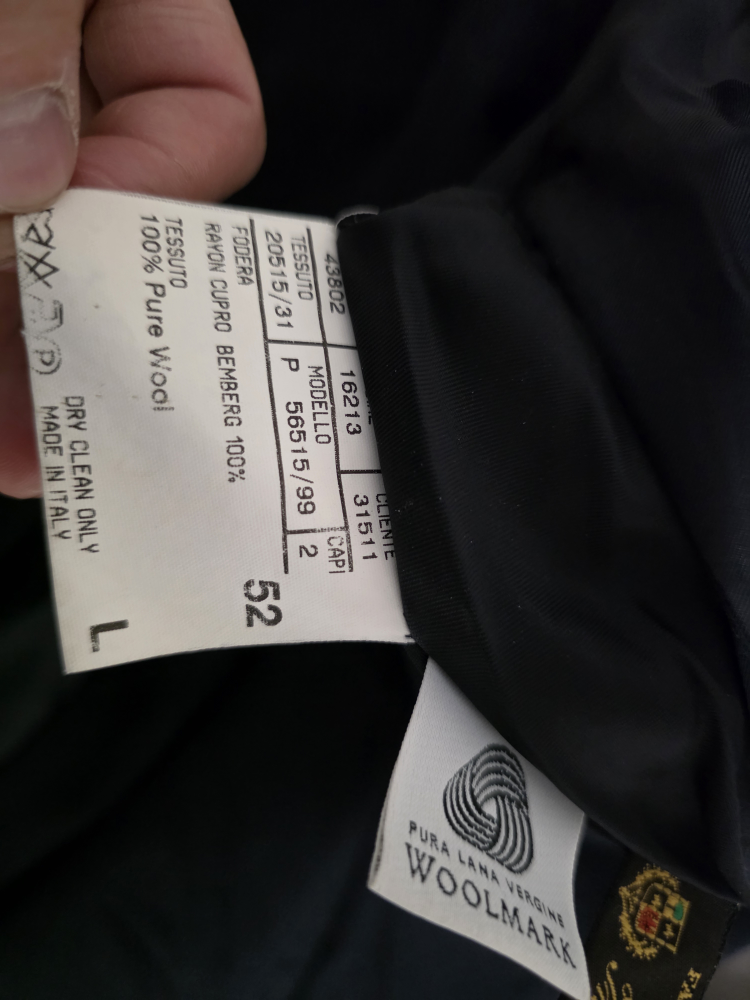 CLIENTE
43802 16213 31511
TESSUTO MODELLO CAPI
20515/31 P 56515/99 2
FODERA
RAYON CUPRO BEMBERG 100%
52
TESSUTO
100% Pure Wool
DRY CLEAN ONLY
MADE IN ITALY
L
PURA LANA VERGINE
WOOLMARK